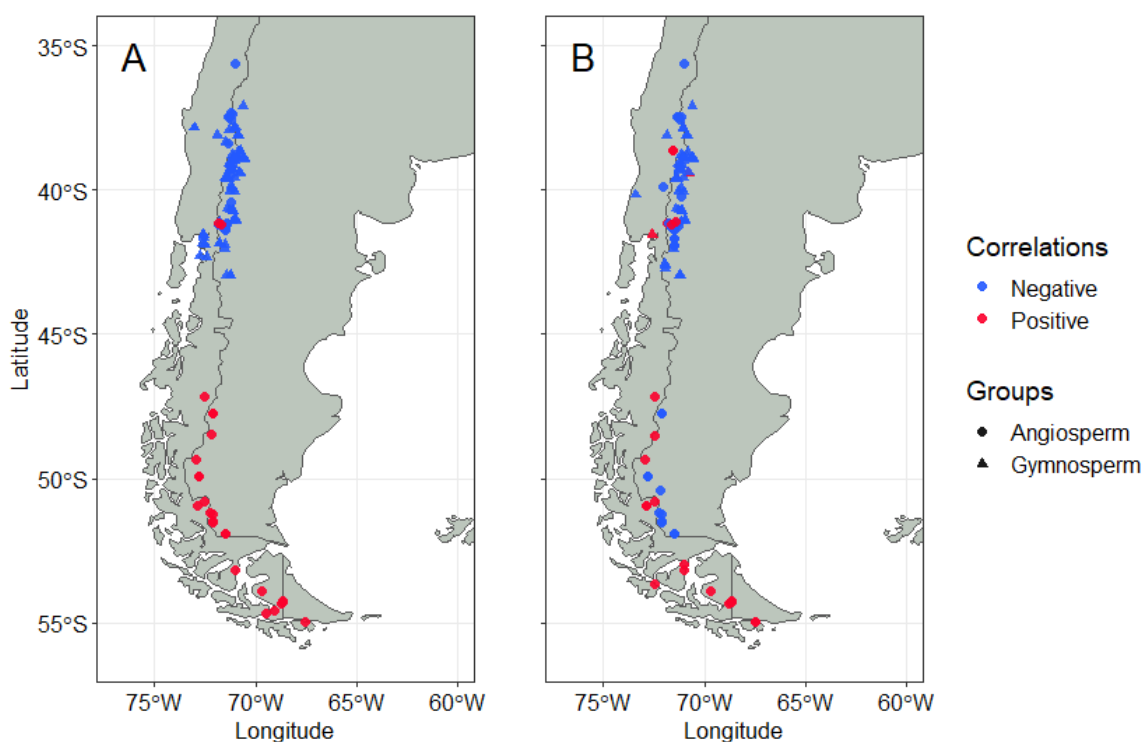 A
B
35°S
40°S
45°S
50°S
55°S
Latitude
75°W 70°W 65°W 60°W
75°W 70°W 65°W 60°W
Longitude
Longitude
Correlations
Negative
Positive
Groups
Angiosperm
Gymnosperm